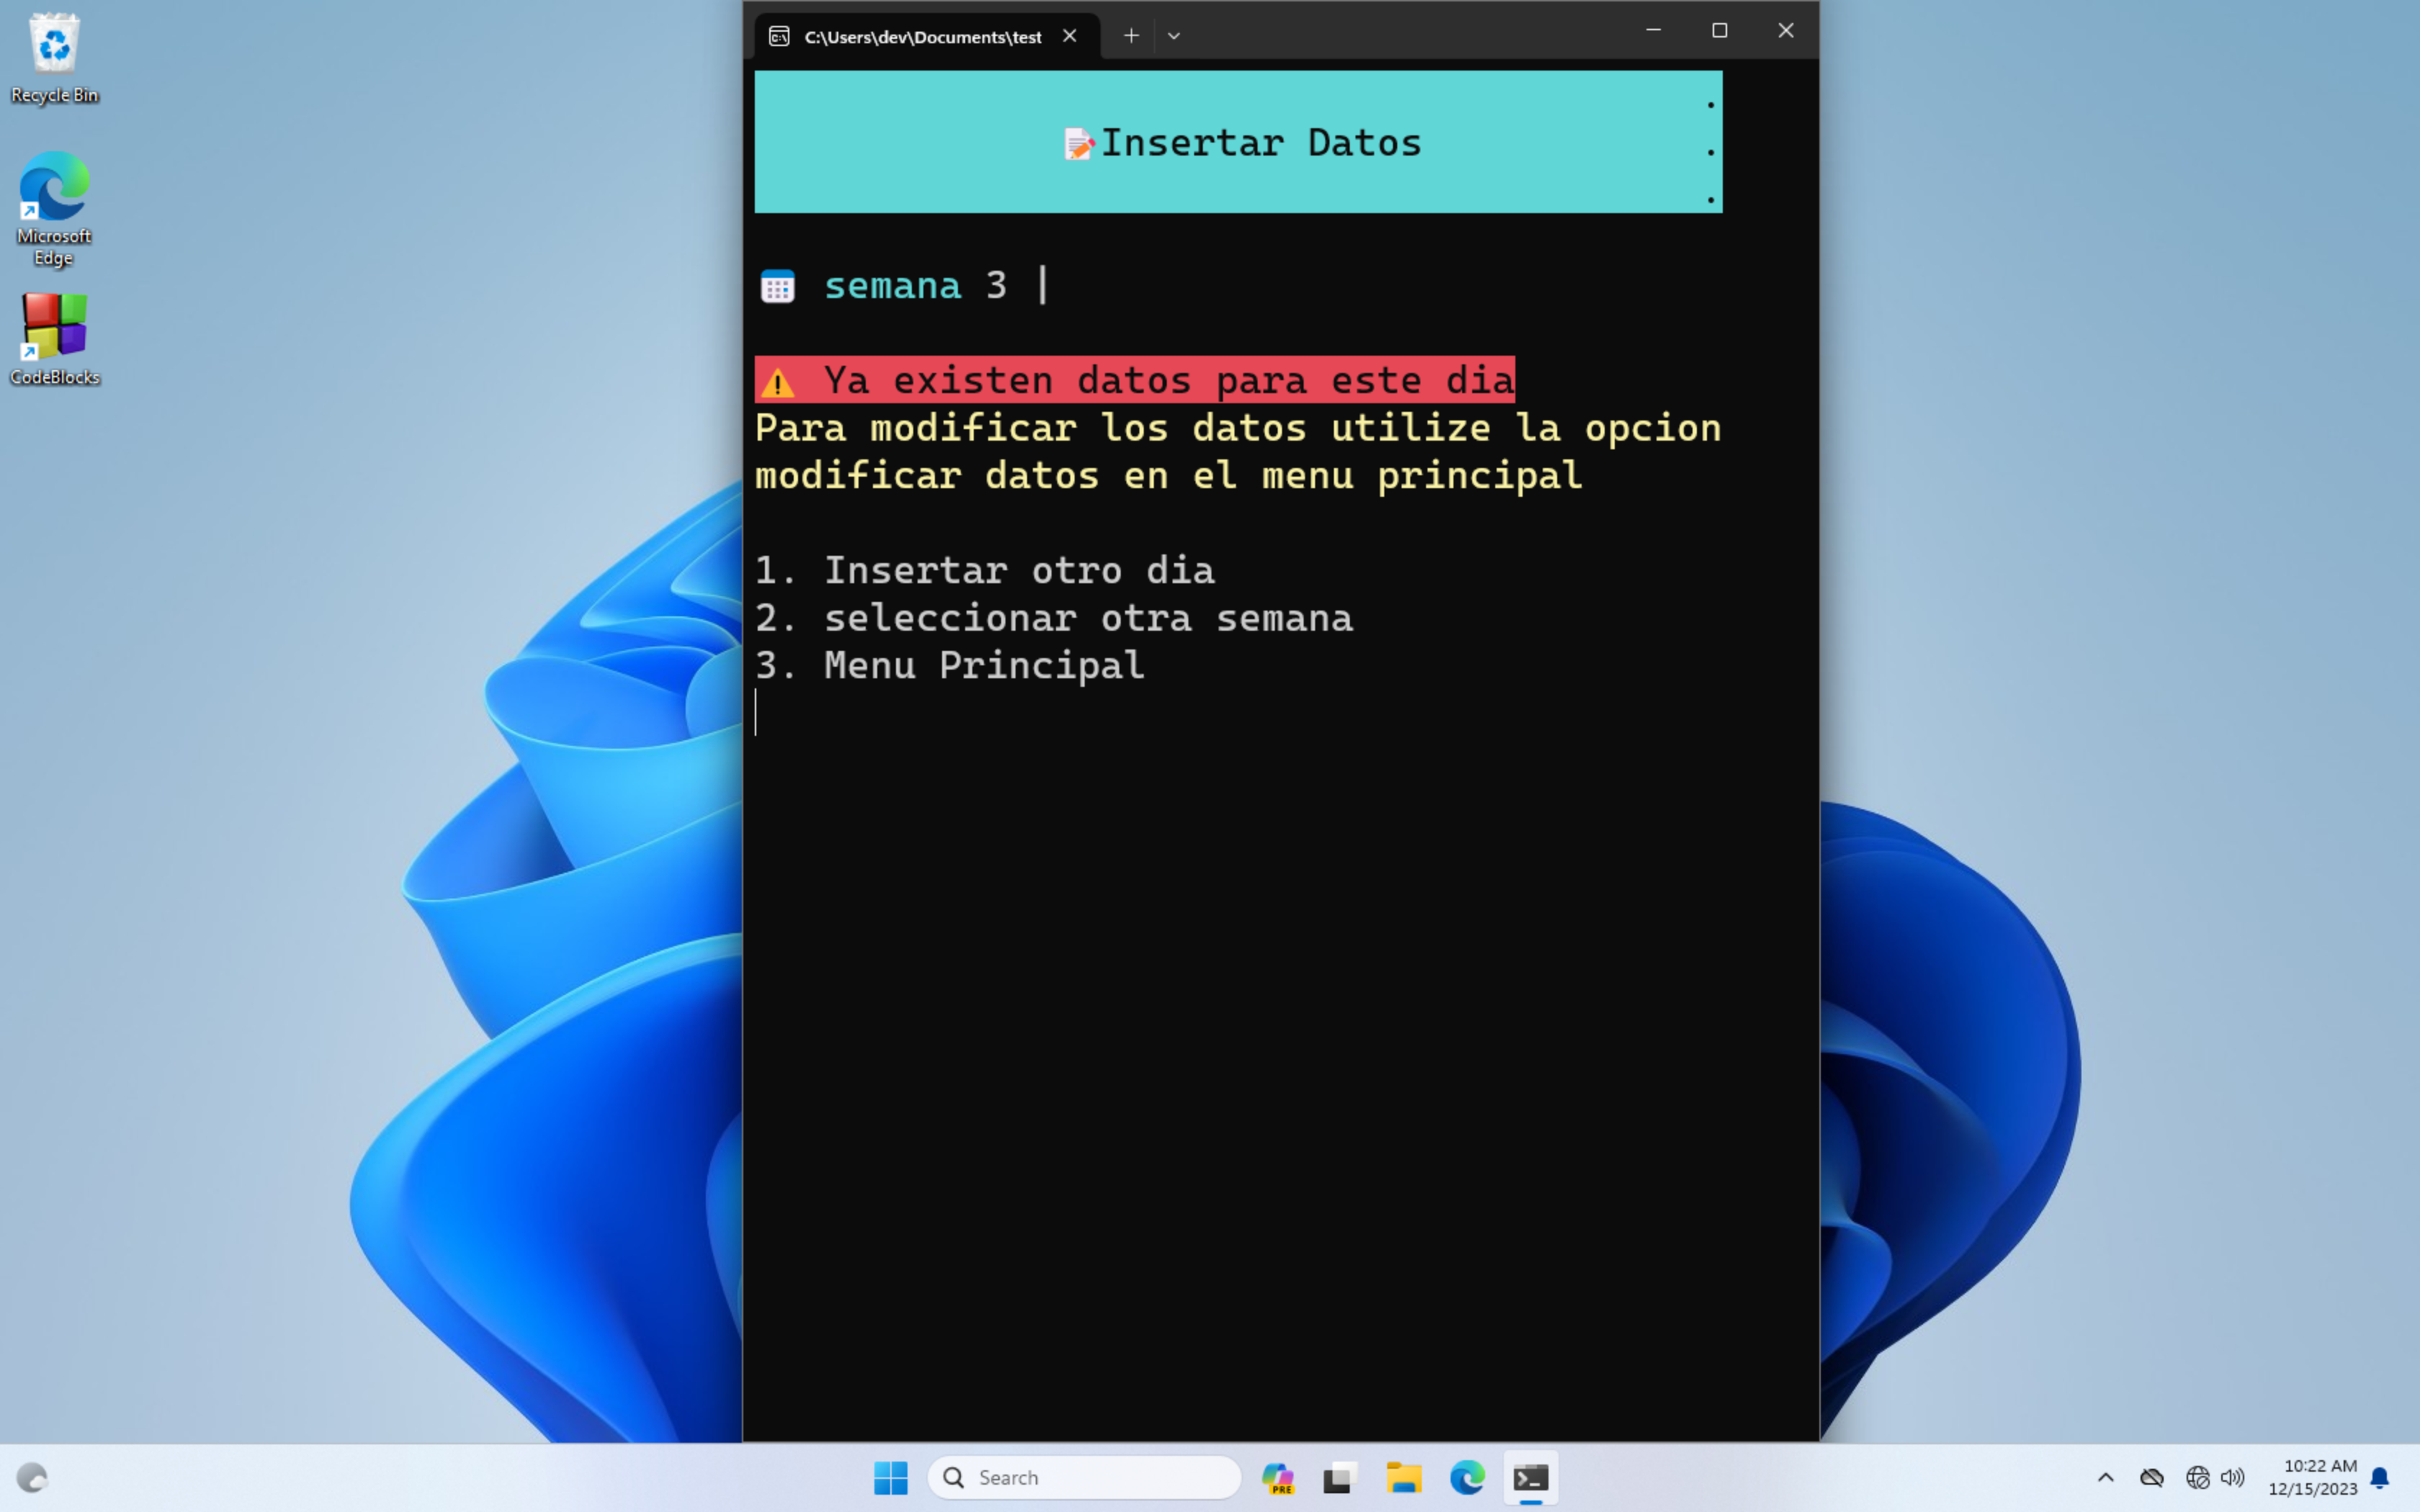 Recycle Bin
Microsoft
Edge
CodeBlocks
C:\Users\dev\Documents\test
.
📝Insertar Datos
.
.
semana 3 |
⚠ Ya existen datos para este dia
Para modificar los datos utilize la opcion
modificar datos en el menu principal
1. Insertar otro dia
2. seleccionar otra semana
3. Menu Principal
Search
PRE
10:22 AM
12/15/2023